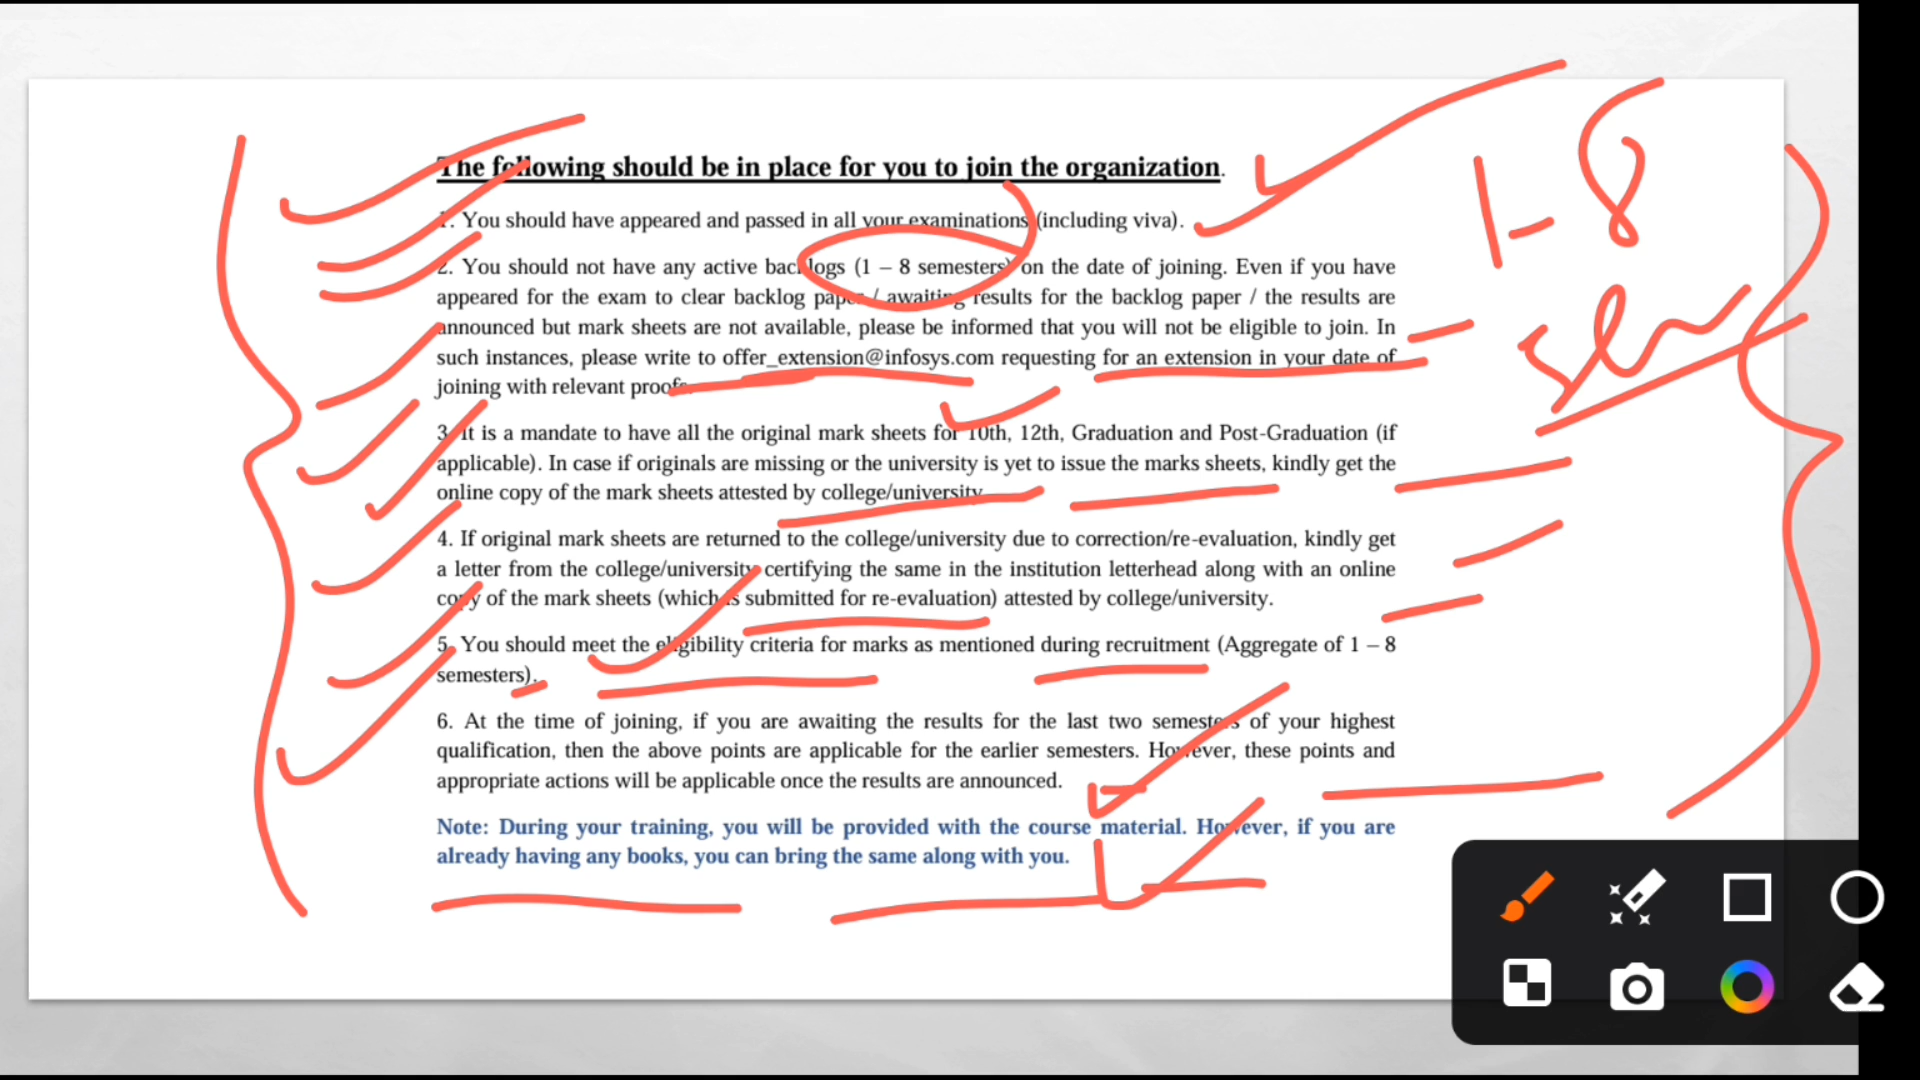 The following should be in place for you to join the organization.
1. You should have appeared and passed in all your examinations (including viva).
2. You should not have any active backlogs (1 – 8 semesters) on the date of joining. Even if you have
appeared for the exam to clear backlog paper / awaiting results for the backlog paper / the results are
announced but mark sheets are not available, please be informed that you will not be eligible to join. In
such instances, please write to offer_extension@infosys.com requesting for an extension in your date of
joining with relevant proofs.
3. It is a mandate to have all the original mark sheets for 10th, 12th, Graduation and Post-Graduation (if
applicable). In case if originals are missing or the university is yet to issue the marks sheets, kindly get the
online copy of the mark sheets attested by college/university.
4. If original mark sheets are returned to the college/university due to correction/re-evaluation, kindly get
a letter from the college/university certifying the same in the institution letterhead along with an online
copy of the mark sheets (which is submitted for re-evaluation) attested by college/university.
5. You should meet the eligibility criteria for marks as mentioned during recruitment (Aggregate of 1 – 8
semesters).
6. At the time of joining, if you are awaiting the results for the last two semesters of your highest
qualification, then the above points are applicable for the earlier semesters. However, these points and
appropriate actions will be applicable once the results are announced.
Note: During your training, you will be provided with the course material. However, if you are
already having any books, you can bring the same along with you.
1-8
sem